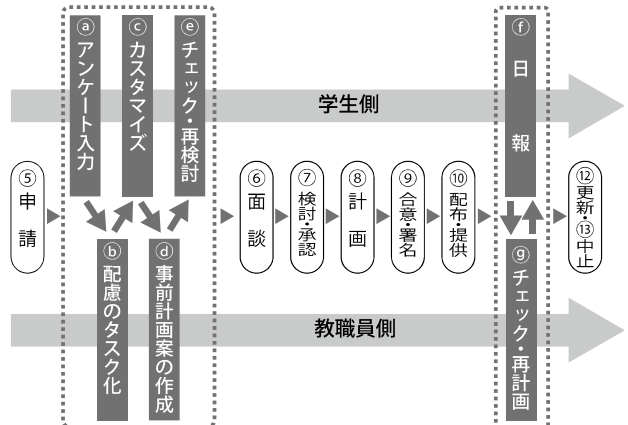 ⓐアンケート入力
ⓒカスタマイズ
ⓔチェック・再検討
ⓕ日報
学生側
⑤申請
⑥面談
⑦検討・承認
⑧計画
⑨合意・署名
⑩配布・提供
⑫更新・⑬中止
ⓑ配慮のタスク化
ⓓ事前計画案の作成
ⓖチェック・再計画
教職員側